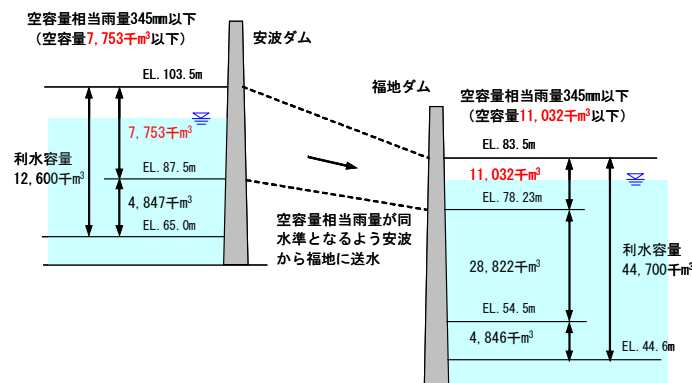 空容量相当雨量345mm以下
（空容量7,753千m³以下）
安波ダム
EL.103.5m
7,753千m³
利水容量
12,600千m³
EL.87.5m
4,847千m³
EL.65.0m
空容量相当雨量が同
水準となるよう安波
から福地に送水
福地ダム
空容量相当雨量345mm以下
（空容量11,032千m³以下）
EL.83.5m
11,032千m³
EL.78.23m
利水容量
44,700千m³
28,822千m³
EL.54.5m
4,846千m³
EL.44.6m